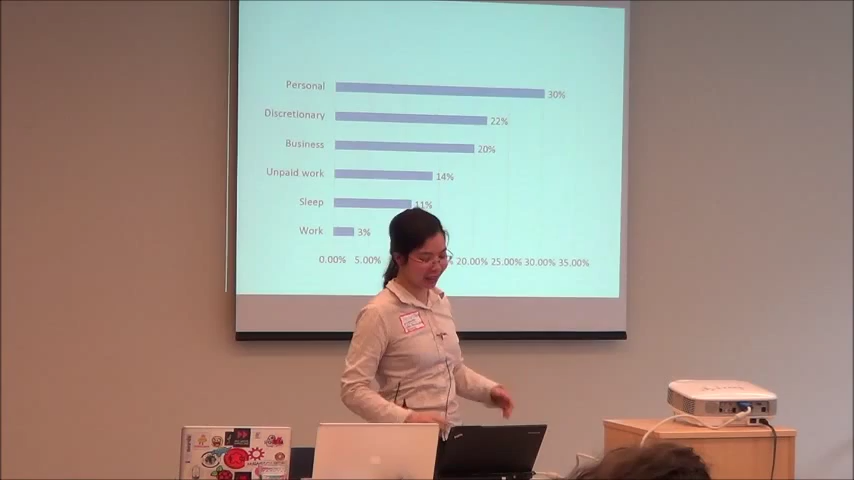 Personal 30%
Discretionary 22%
Business 20%
Unpaid work 14%
Sleep 11%
Work 3%
0.00% 5.00% 20.00% 25.00% 30.00% 35.00%